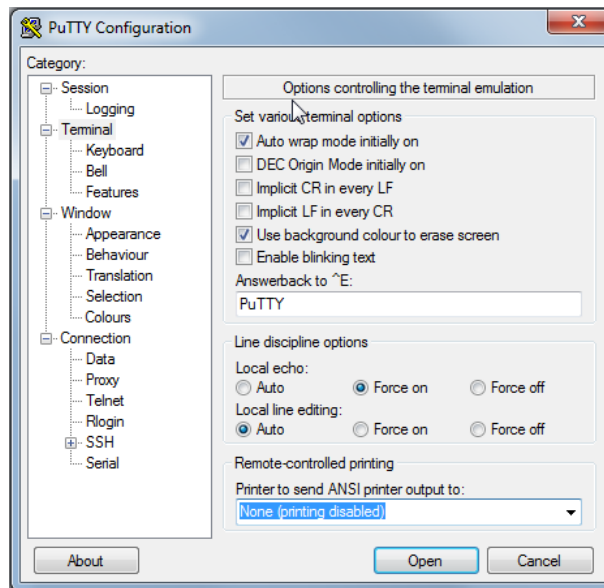 PuTTY Configuration
Category:
Session
Logging
Terminal
Keyboard
Bell
Features
Window
Appearance
Behaviour
Translation
Selection
Colours
Connection
Data
Proxy
Telnet
Rlogin
SSH
Serial
Options controlling the terminal emulation
Set various terminal options
Auto wrap mode initially on
DEC Origin Mode initially on
Implicit CR in every LF
Implicit LF in every CR
Use background colour to erase screen
Enable blinking text
Answerback to ^E:
PuTTY
Line discipline options
Local echo:
Auto Force on Force off
Local line editing:
Auto Force on Force off
Remote-controlled printing
Printer to send ANSI printer output to:
None (printing disabled)
About Open Cancel